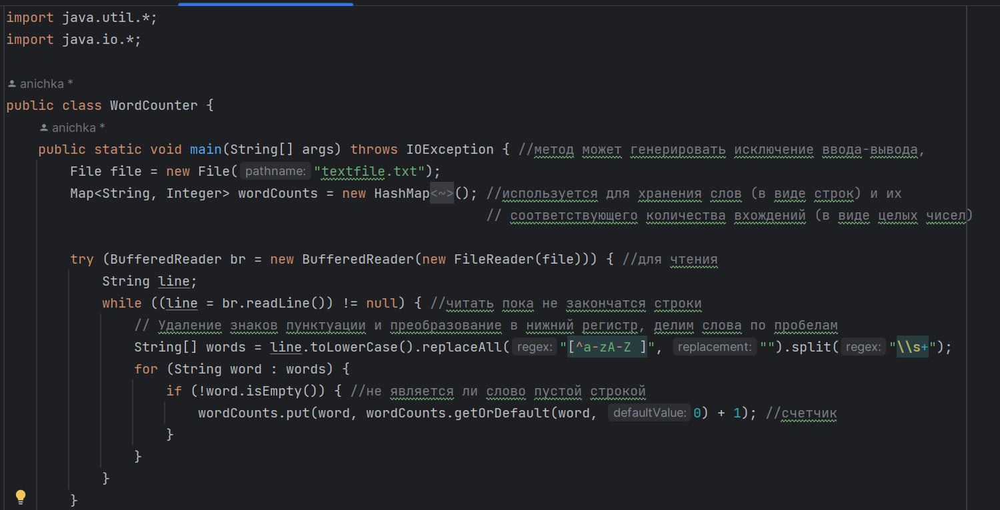 import java.util.*;
import java.io.*;
anichka *
public class WordCounter {
anichka *
public static void main(String[] args) throws IOException { //метод может генерировать исключение ввода-вывода,
File file = new File( pathname: "textfile.txt");
Map<String, Integer> wordCounts = new HashMap<~>(); //используется для хранения слов (в виде строк) и их
// соответствующего количества вхождений (в виде целых чисел)
try (BufferedReader br = new BufferedReader(new FileReader(file))) { //для чтения
String line;
while ((line = br.readLine()) != null) { //читать пока не закончатся строки
// Удаление знаков пунктуации и преобразование в нижний регистр, делим слова по пробелам
String[] words = line.toLowerCase().replaceAll( regex: "[^a-zA-Z ]", replacement: "").split( regex: "\\s+");
for (String word : words) {
if (!word.isEmpty()) { //не является ли слово пустой строкой
wordCounts.put(word, wordCounts.getOrDefault(word, defaultValue: 0) + 1); //счетчик
}
}
}
}